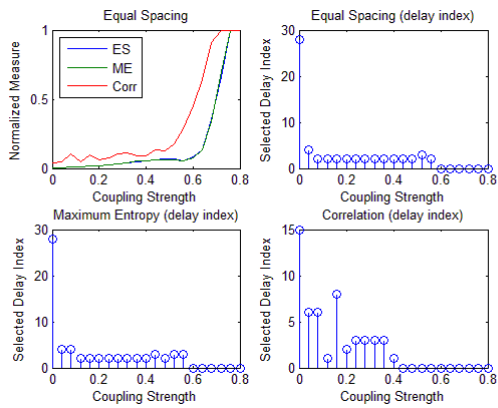 Equal Spacing
Normalized Measure
1
0.5
0
ES
ME
Corr
0 0.2 0.4 0.6 0.8
Coupling Strength
Equal Spacing (delay index)
Selected Delay Index
30
20
10
0
0 0.2 0.4 0.6 0.8
Coupling Strength
Maximum Entropy (delay index)
Selected Delay Index
30
20
10
0
0 0.2 0.4 0.6 0.8
Coupling Strength
Correlation (delay index)
Selected Delay Index
15
10
5
0
0 0.2 0.4 0.6 0.8
Coupling Strength